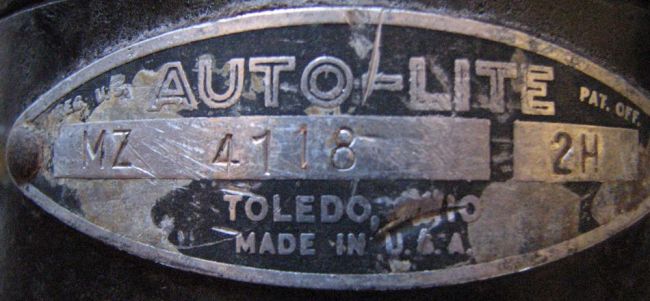 REG. U.S. AUTO-LITE PAT. OFF.
MZ 4118 2H
TOLEDO, OHIO
MADE IN U.S.A.